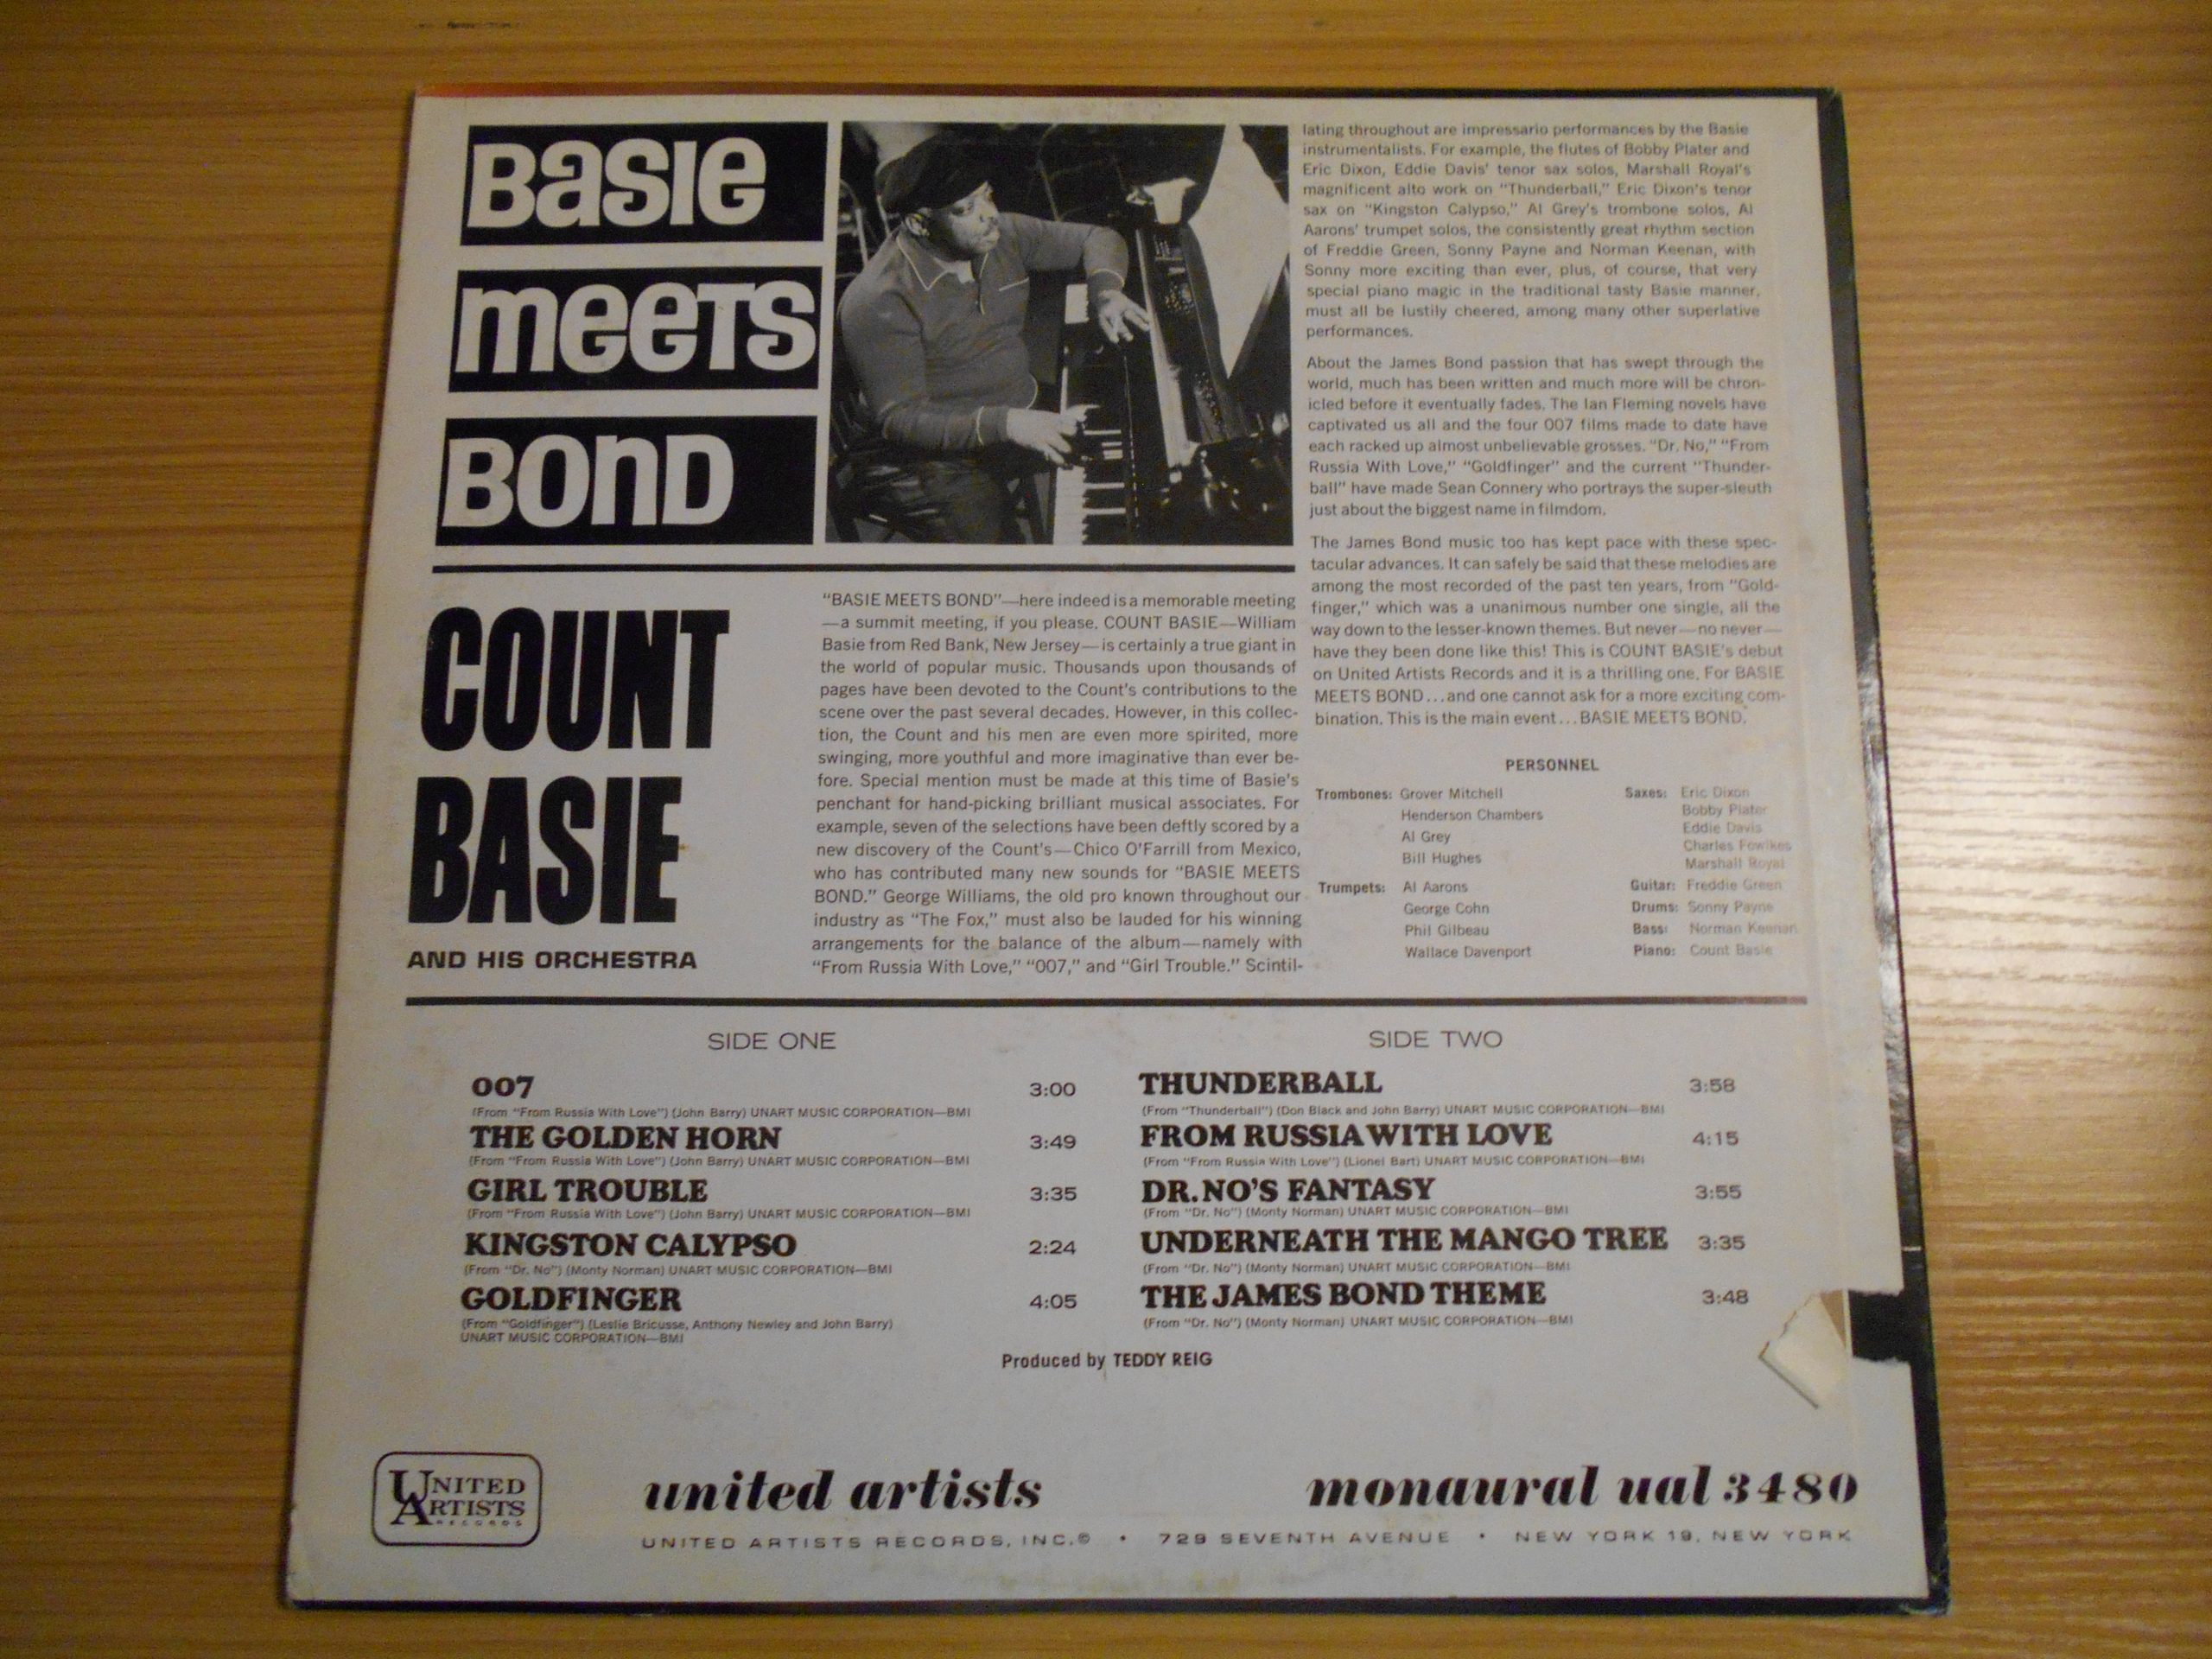 BASIE
MEETS
BOND
COUNT
BASIE
AND HIS ORCHESTRA
"BASIE MEETS BOND"—here indeed is a memorable meeting
—a summit meeting, if you please. COUNT BASIE—William
Basie from Red Bank, New Jersey—is certainly a true giant in
the world of popular music. Thousands upon thousands of
pages have been devoted to the Count's contributions to the
scene over the past several decades. However, in this collec-
tion, the Count and his men are even more spirited, more
swinging, more youthful and more imaginative than ever be-
fore. Special mention must be made at this time of Basie's
penchant for hand-picking brilliant musical associates. For
example, seven of the selections have been deftly scored by a
new discovery of the Count's—Chico O'Farrill from Mexico,
who has contributed many new sounds for "BASIE MEETS
BOND." George Williams, the old pro known throughout our
industry as "The Fox," must also be lauded for his winning
arrangements for the balance of the album—namely with
"From Russia With Love," "007," and "Girl Trouble." Scintil-
lating throughout are impressario performances by the Basie
instrumentalists. For example, the flutes of Bobby Plater and
Eric Dixon, Eddie Davis' tenor sax solos, Marshall Royal's
magnificent alto work on "Thunderball," Eric Dixon's tenor
sax on "Kingston Calypso," Al Grey's trombone solos, Al
Aarons' trumpet solos, the consistently great rhythm section
of Freddie Green, Sonny Payne and Norman Keenan, with
Sonny more exciting than ever, plus, of course, that very
special piano magic in the traditional tasty Basie manner,
must all be lustily cheered, among many other superlative
performances.
About the James Bond passion that has swept through the
world, much has been written and much more will be chron-
icled before it eventually fades. The Ian Fleming novels have
captivated us all and the four 007 films made to date have
each racked up almost unbelievable grosses. "Dr. No," "From
Russia With Love," "Goldfinger" and the current "Thunder-
ball" have made Sean Connery who portrays the super-sleuth
just about the biggest name in filmdom.
The James Bond music too has kept pace with these spec-
tacular advances. It can safely be said that these melodies are
among the most recorded of the past ten years, from "Gold-
finger," which was a unanimous number one single, all the
way down to the lesser-known themes. But never—no never—
have they been done like this! This is COUNT BASIE's debut
on United Artists Records and it is a thrilling one. For BASIE
MEETS BOND...and one cannot ask for a more exciting com-
bination. This is the main event...BASIE MEETS BOND.
PERSONNEL
Trombones: Grover Mitchell
Henderson Chambers
Al Grey
Bill Hughes
Trumpets: Al Aarons
George Cohn
Phil Gilbeau
Wallace Davenport
Saxes: Eric Dixon
Bobby Plater
Eddie Davis
Charles Fowlkes
Marshall Royal
Guitar: Freddie Green
Drums: Sonny Payne
Bass: Norman Keenan
Piano: Count Basie
SIDE ONE
007 3:00
(From "From Russia With Love") (John Barry) UNART MUSIC CORPORATION—BMI
THE GOLDEN HORN 3:49
(From "From Russia With Love") (John Barry) UNART MUSIC CORPORATION—BMI
GIRL TROUBLE 3:35
(From "From Russia With Love") (John Barry) UNART MUSIC CORPORATION—BMI
KINGSTON CALYPSO 2:24
(From "Dr. No") (Monty Norman) UNART MUSIC CORPORATION—BMI
GOLDFINGER 4:05
(From "Goldfinger") (Leslie Bricusse, Anthony Newley and John Barry)
UNART MUSIC CORPORATION—BMI
SIDE TWO
THUNDERBALL 3:58
(From "Thunderball") (Don Black and John Barry) UNART MUSIC CORPORATION—BMI
FROM RUSSIA WITH LOVE 4:15
(From "From Russia With Love") (Lionel Bart) UNART MUSIC CORPORATION—BMI
DR. NO'S FANTASY 3:55
(From "Dr. No") (Monty Norman) UNART MUSIC CORPORATION—BMI
UNDERNEATH THE MANGO TREE 3:35
(From "Dr. No") (Monty Norman) UNART MUSIC CORPORATION—BMI
THE JAMES BOND THEME 3:48
(From "Dr. No") (Monty Norman) UNART MUSIC CORPORATION—BMI
Produced by TEDDY REIG
UNITED
ARTISTS
RECORDS
united artists
monaural ual 3480
UNITED ARTISTS RECORDS, INC.® • 729 SEVENTH AVENUE • NEW YORK 19, NEW YORK